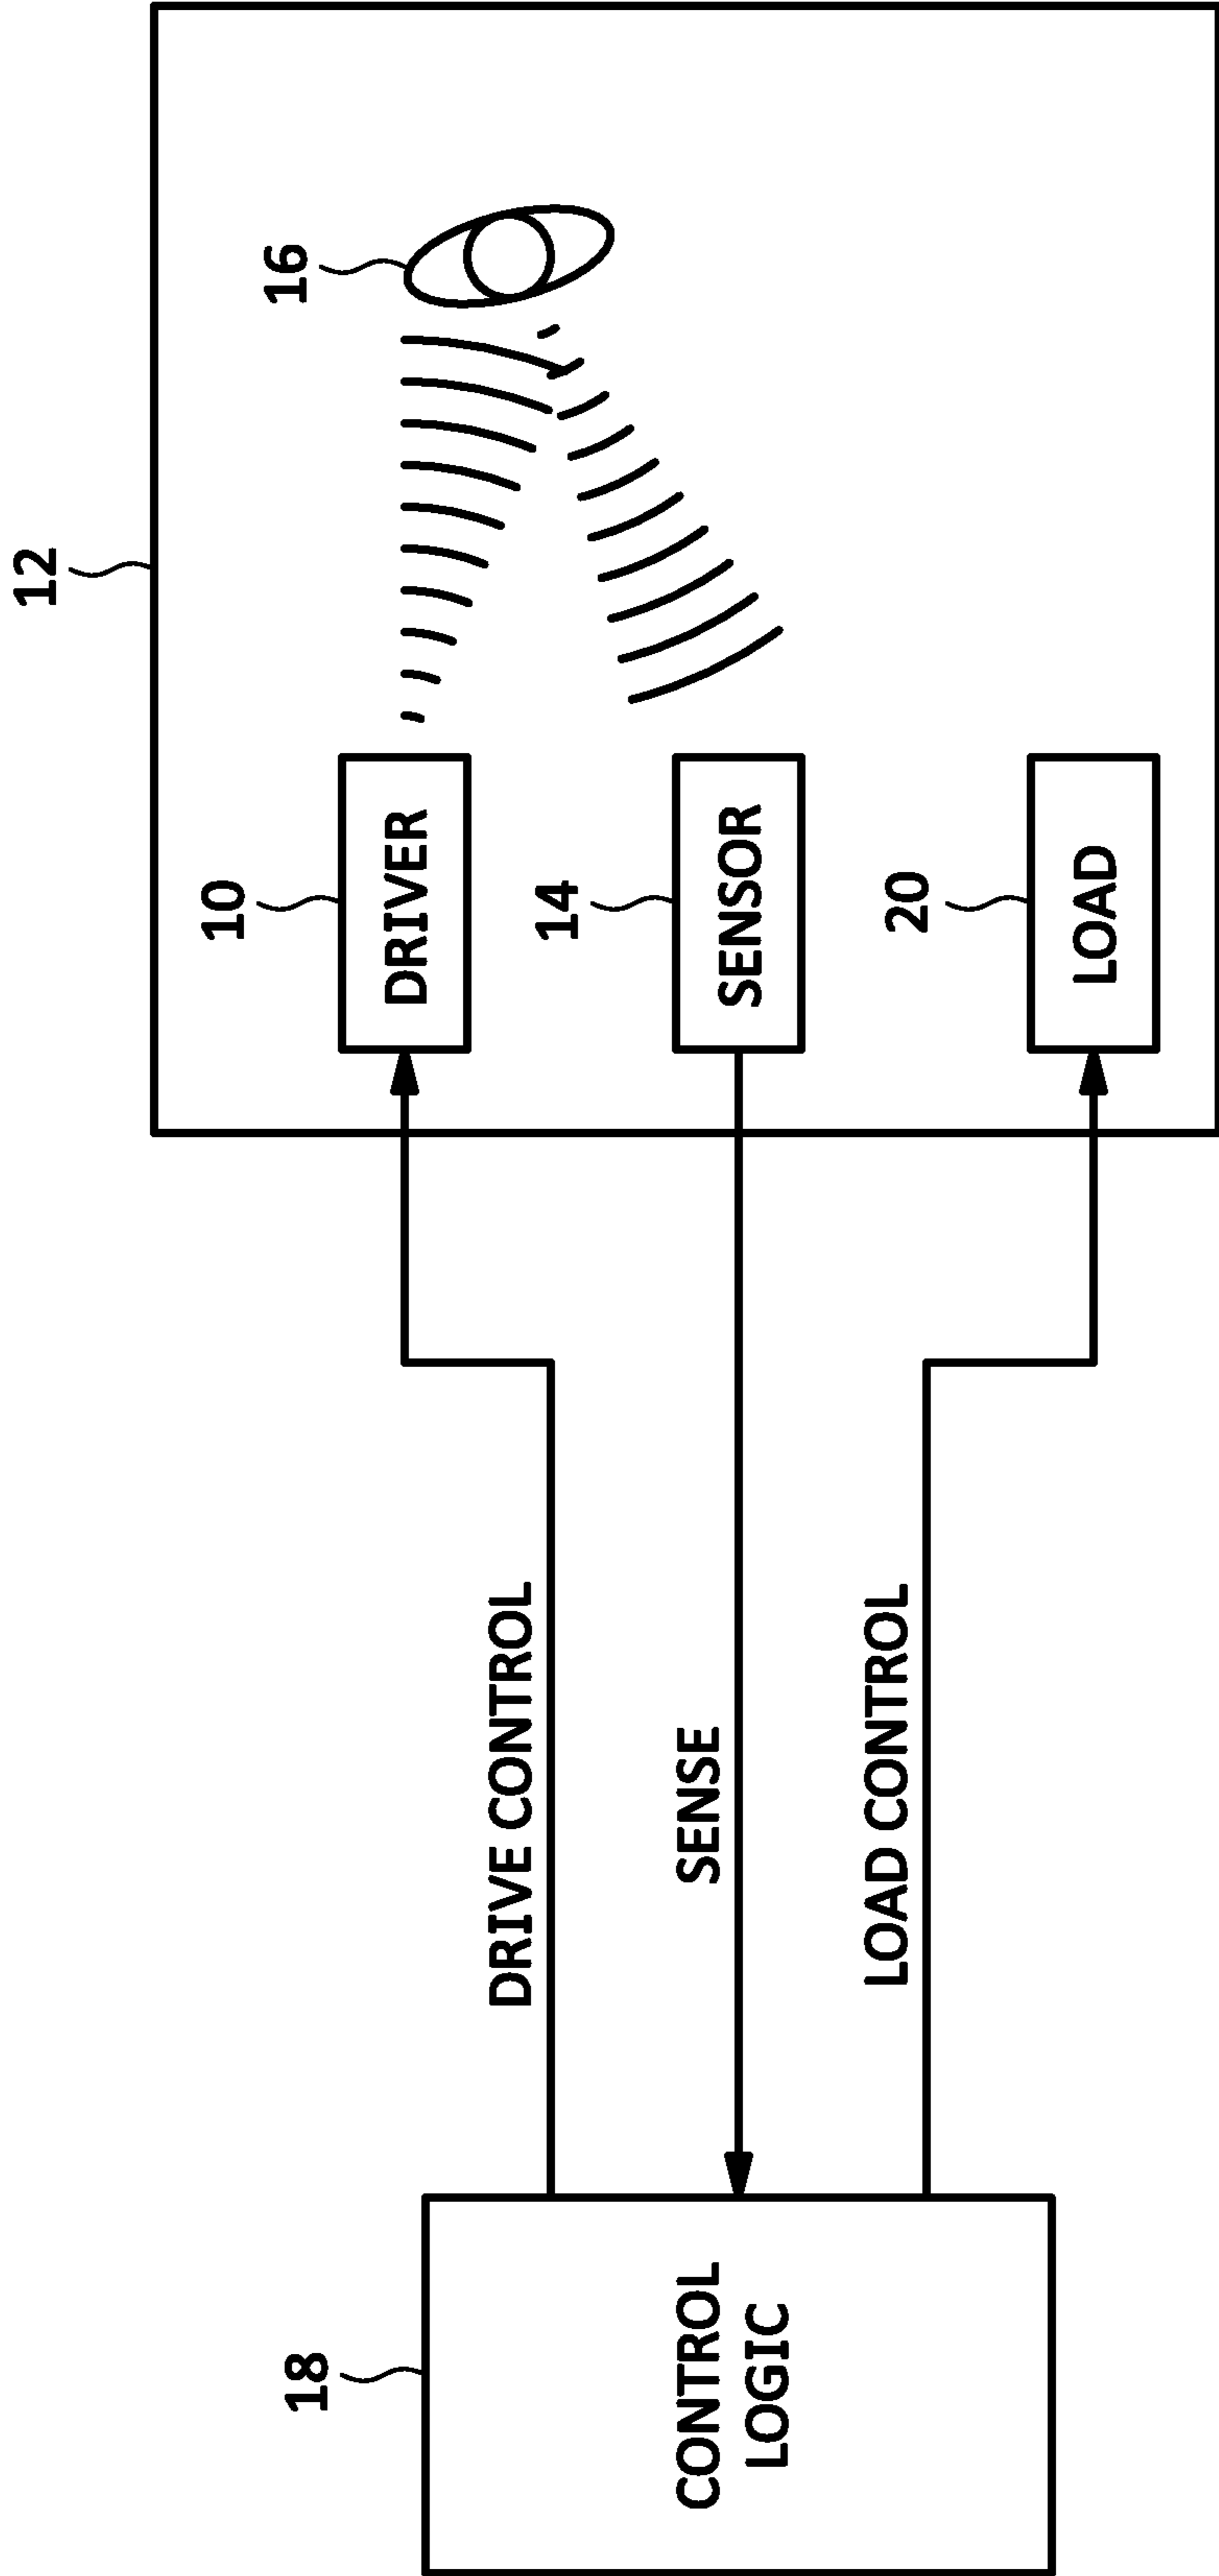 12
16
10
DRIVER
14
SENSOR
20
LOAD
DRIVE CONTROL
SENSE
LOAD CONTROL
18
CONTROL
LOGIC